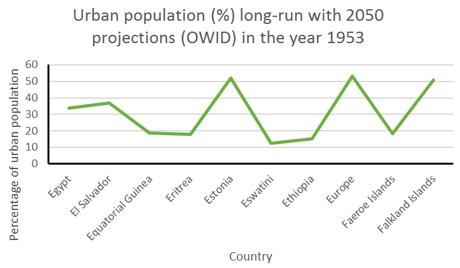 Urban population (%) long-run with 2050
projections (OWID) in the year 1953
Percentage of urban population
60
50
40
30
20
10
0
Egypt
El Salvador
Equatorial Guinea
Eritrea
Estonia
Eswatini
Ethiopia
Europe
Faeroe Islands
Falkland Islands
Country